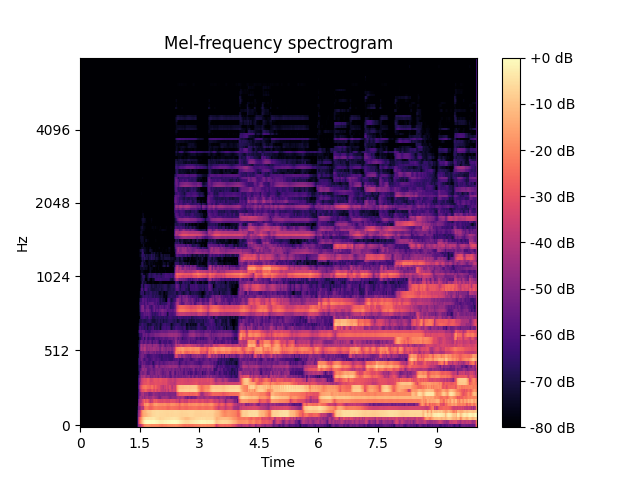 Mel-frequency spectrogram
+0 dB
-10 dB
-20 dB
-30 dB
-40 dB
-50 dB
-60 dB
-70 dB
-80 dB
Hz
4096
2048
1024
512
0
0 1.5 3 4.5 6 7.5 9
Time